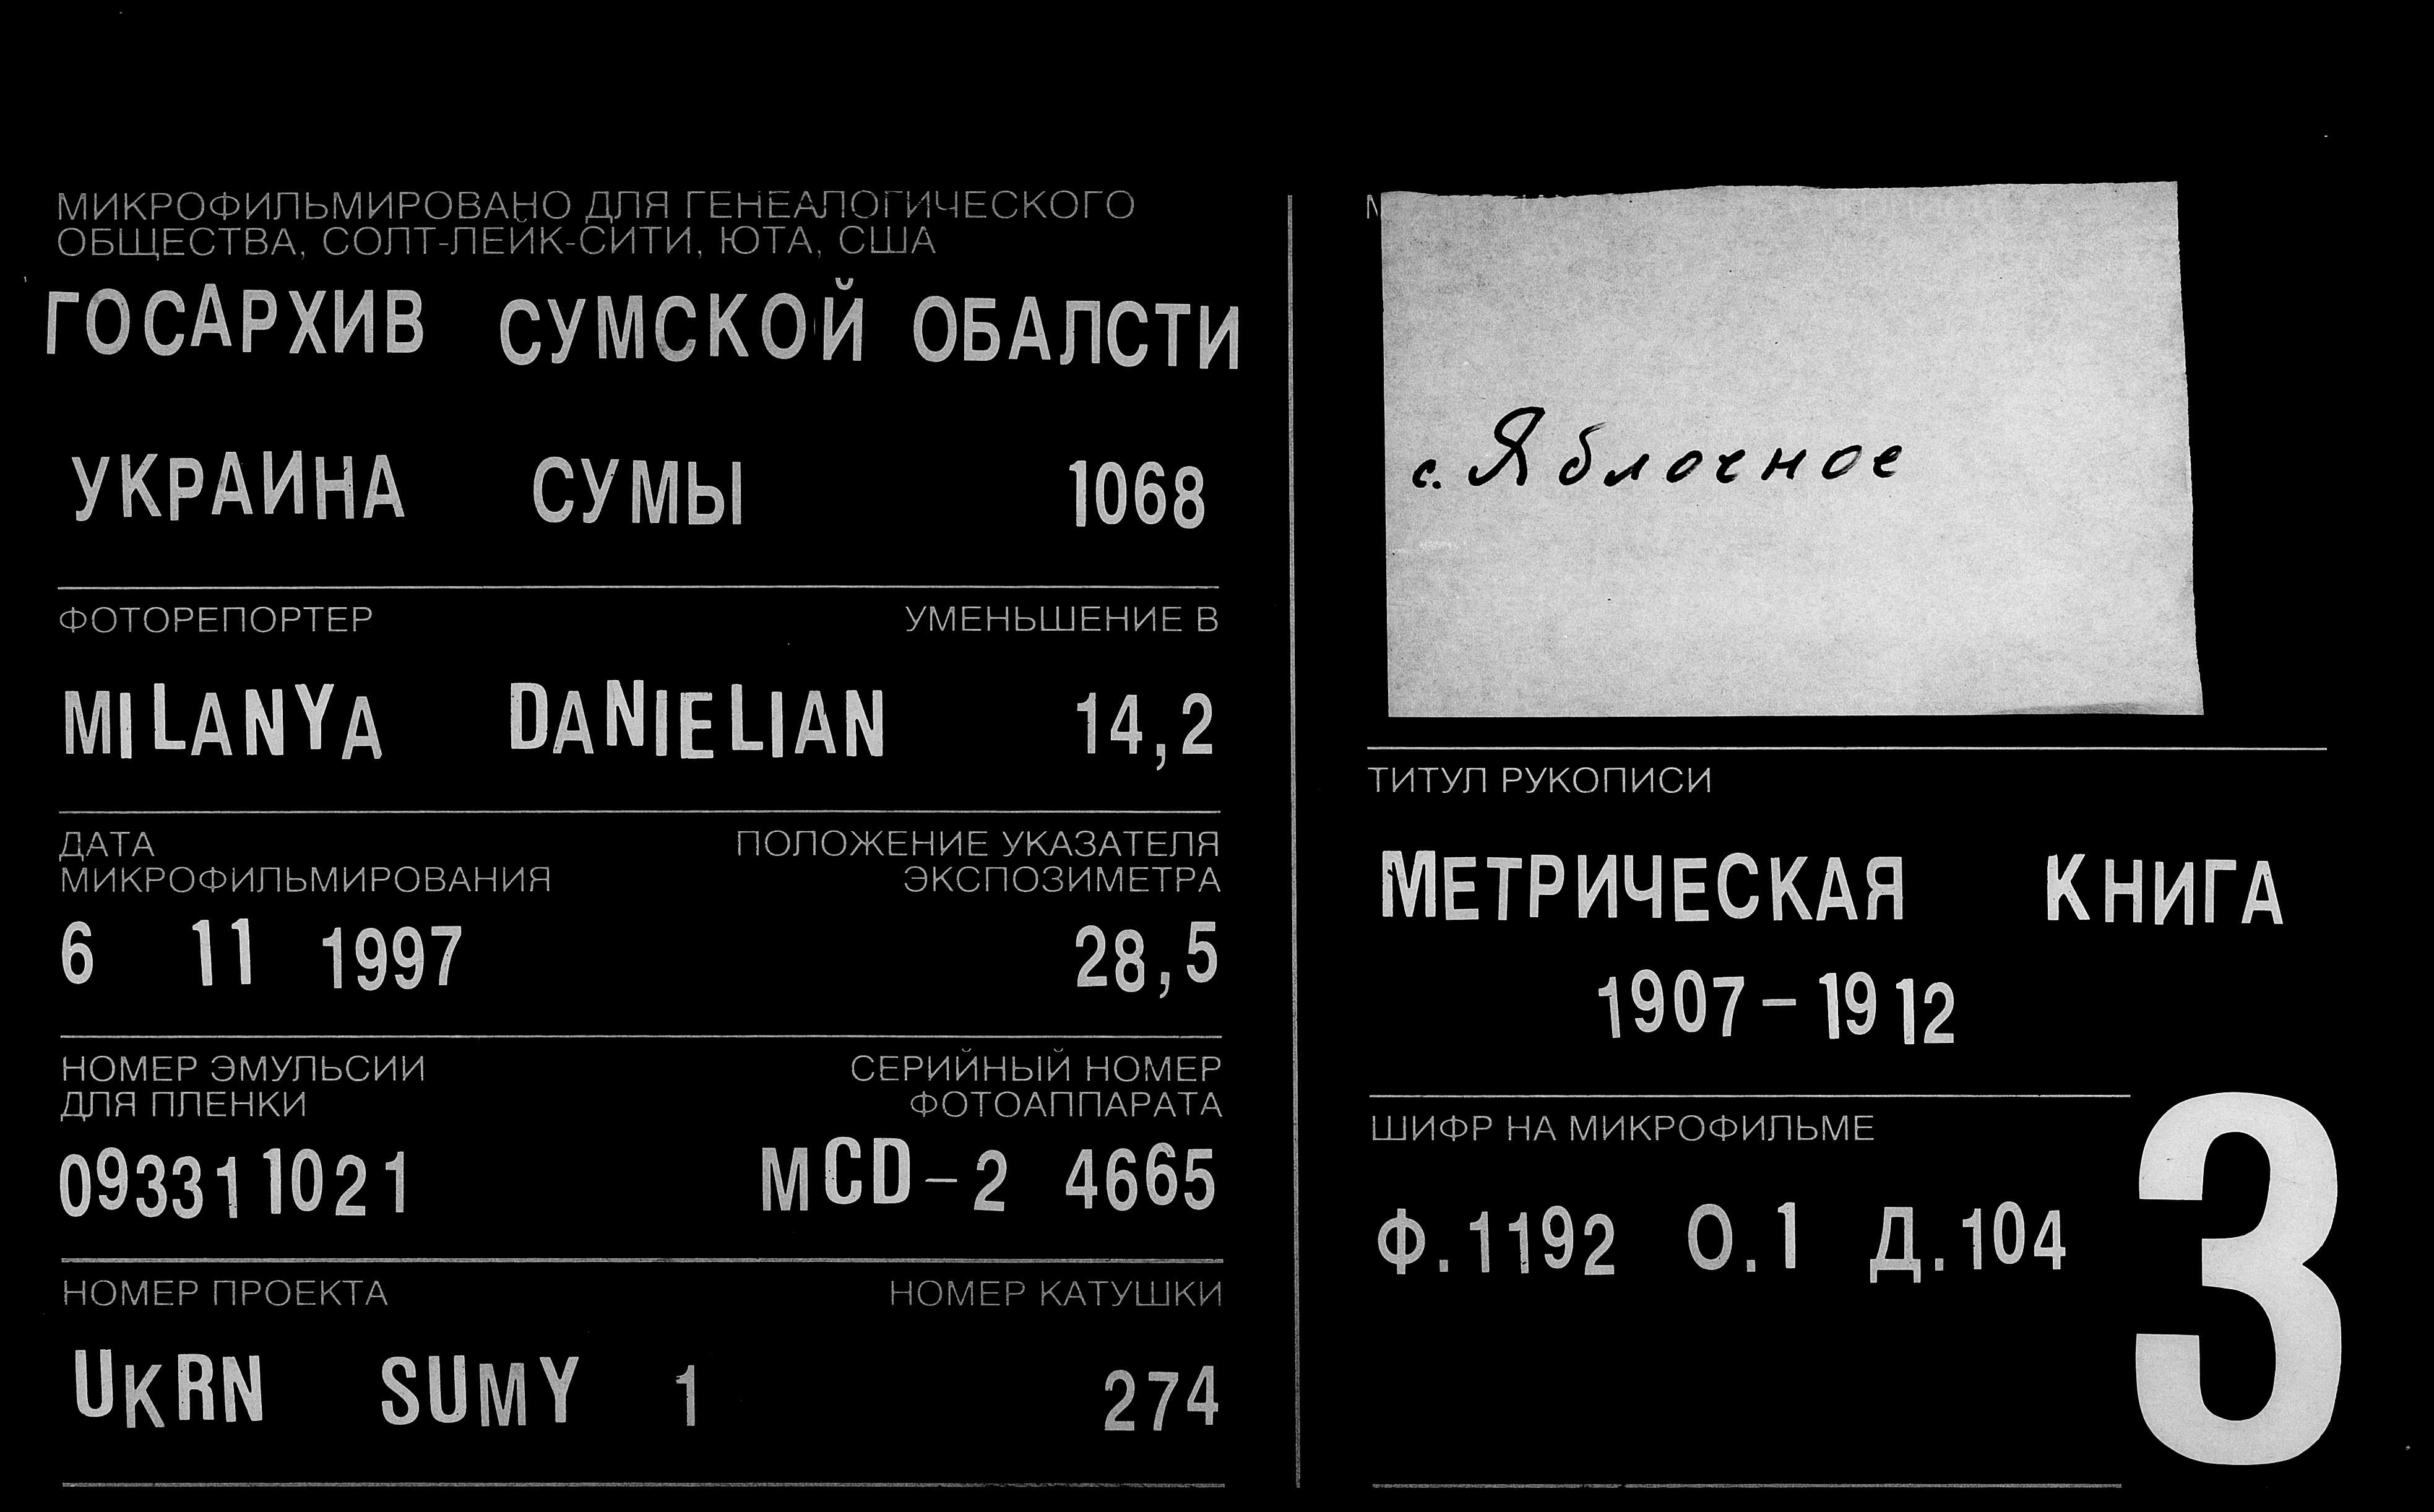 МИКРОФИЛЬМИРОВАНО ДЛЯ ГЕНЕАЛОГИЧЕСКОГО
ОБЩЕСТВА, СОЛТ-ЛЕЙК-СИТИ, ЮТА, США
ГОСАРХИВ СУМСКОЙ ОБАЛСТИ
УКРАИНА СУМЫ 1068
ФОТОРЕПОРТЕР УМЕНЬШЕНИЕ В
MILANYA DANIELIAN 14,2
ДАТА ПОЛОЖЕНИЕ УКАЗАТЕЛЯ
МИКРОФИЛЬМИРОВАНИЯ ЭКСПОЗИМЕТРА
6 11 1997 28,5
НОМЕР ЭМУЛЬСИИ СЕРИЙНЫЙ НОМЕР
ДЛЯ ПЛЕНКИ ФОТОАППАРАТА
09331 1021 MCD-2 4665
НОМЕР ПРОЕКТА НОМЕР КАТУШКИ
UKRN SUMY 1 274
с. Яблочное
ТИТУЛ РУКОПИСИ
МЕТРИЧЕСКАЯ КНИГА
1907-1912
ШИФР НА МИКРОФИЛЬМЕ
Ф.1192 О.1 Д.104
3